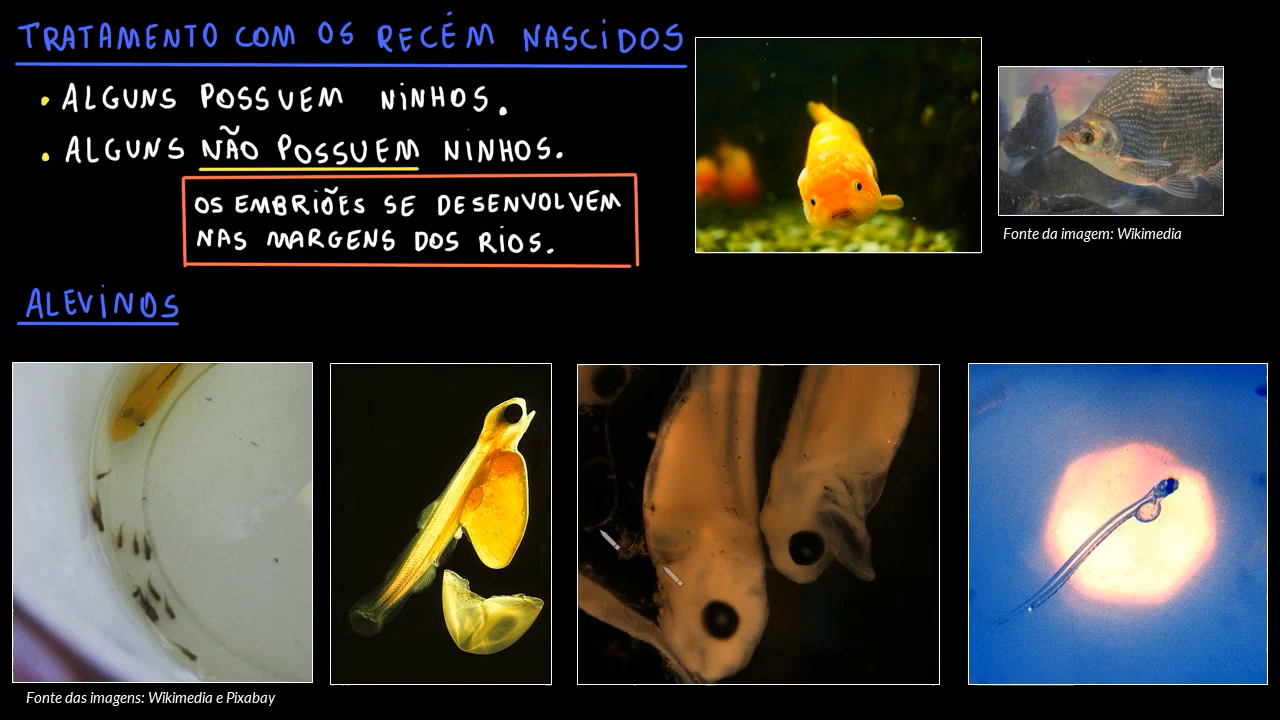 TRATAMENTO COM OS RECÉM NASCIDOS
• ALGUNS POSSUEM NINHOS.
• ALGUNS NÃO POSSUEM NINHOS.
OS EMBRIÕES SE DESENVOLVEM
NAS MARGENS DOS RIOS.
Fonte da imagem: Wikimedia
ALEVINOS
Fonte das imagens: Wikimedia e Pixabay